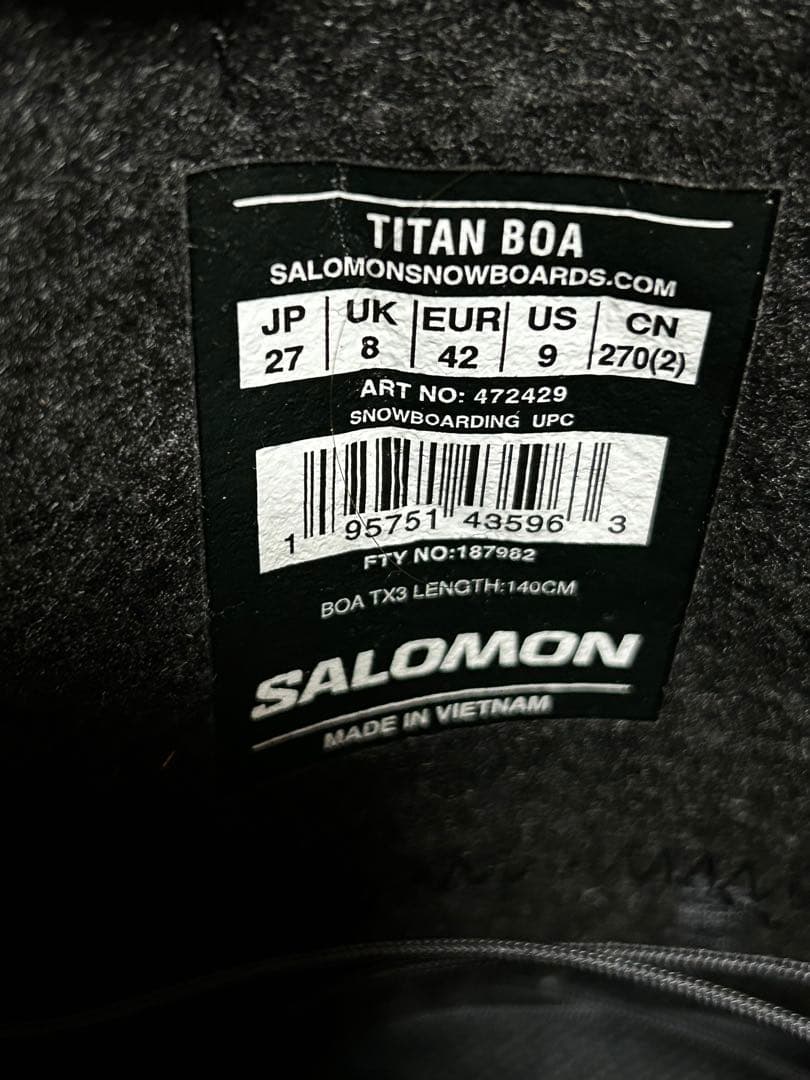 TITAN BOA
SALOMONSNOWBOARDS.COM
JP UK EUR US CN
27 8 42 9 270(2)
ART NO: 472429
SNOWBOARDING UPC
1 95751 43596 3
FTY NO:187982
BOA TX3 LENGTH:140CM
SALOMON
MADE IN VIETNAM